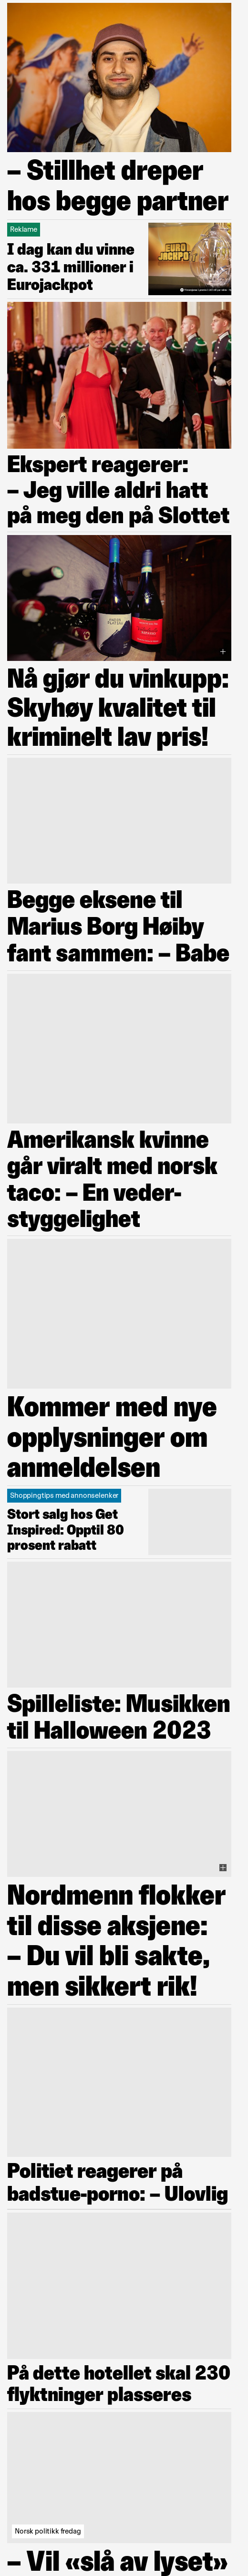 – Stillhet dreper
hos begge partner
Reklame
I dag kan du vinne
ca. 331 millioner i
Eurojackpot
EURO
JACKPOT
Ekspert reagerer:
– Jeg ville aldri hatt
på meg den på Slottet
Nå gjør du vinkupp:
Skyhøy kvalitet til
kriminelt lav pris!
Begge eksene til
Marius Borg Høiby
fant sammen: – Babe
Amerikansk kvinne
går viralt med norsk
taco: – En veder-
styggelighet
Kommer med nye
opplysninger om
anmeldelsen
Shoppingtips med annonselenker
Stort salg hos Get
Inspired: Opptil 80
prosent rabatt
Spilleliste: Musikken
til Halloween 2023
Nordmenn flokker
til disse aksjene:
– Du vil bli sakte,
men sikkert rik!
Politiet reagerer på
badstue-porno: – Ulovlig
På dette hotellet skal 230
flyktninger plasseres
Norsk politikk fredag
– Vil «slå av lyset»